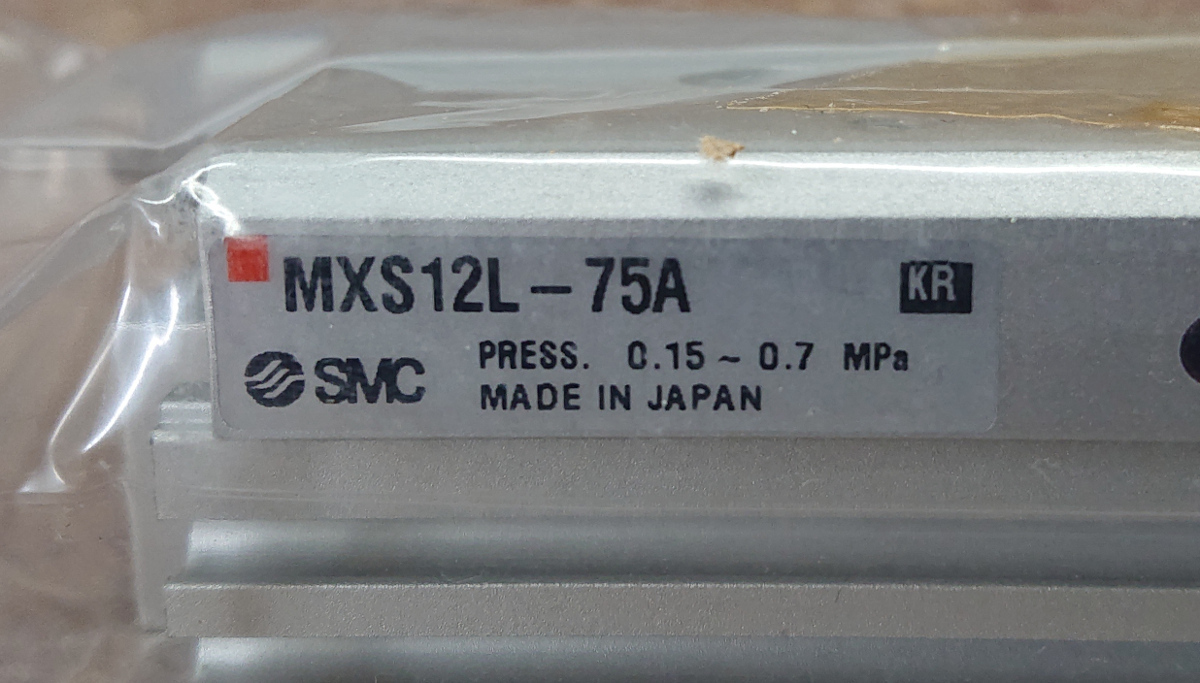 MXS12L-75A KR
SMC PRESS. 0.15 ~ 0.7 MPa
MADE IN JAPAN